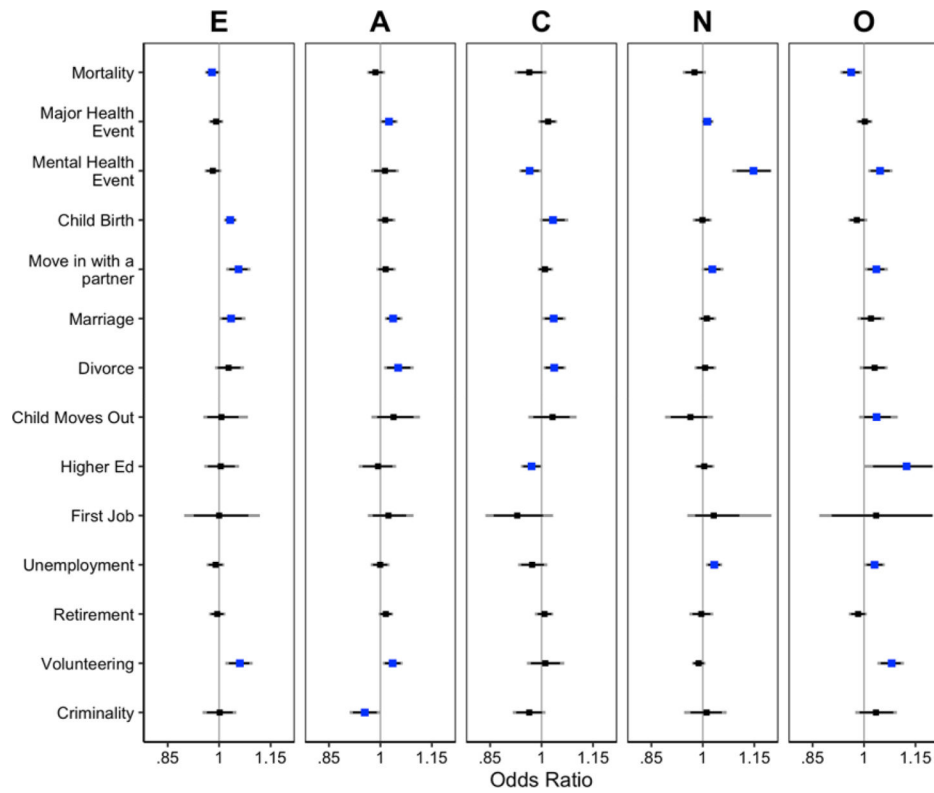 E A C N O
Mortality
Major Health
Event
Mental Health
Event
Child Birth
Move in with a
partner
Marriage
Divorce
Child Moves Out
Higher Ed
First Job
Unemployment
Retirement
Volunteering
Criminality
.85 1 1.15 .85 1 1.15 .85 1 1.15 .85 1 1.15 .85 1 1.15
Odds Ratio